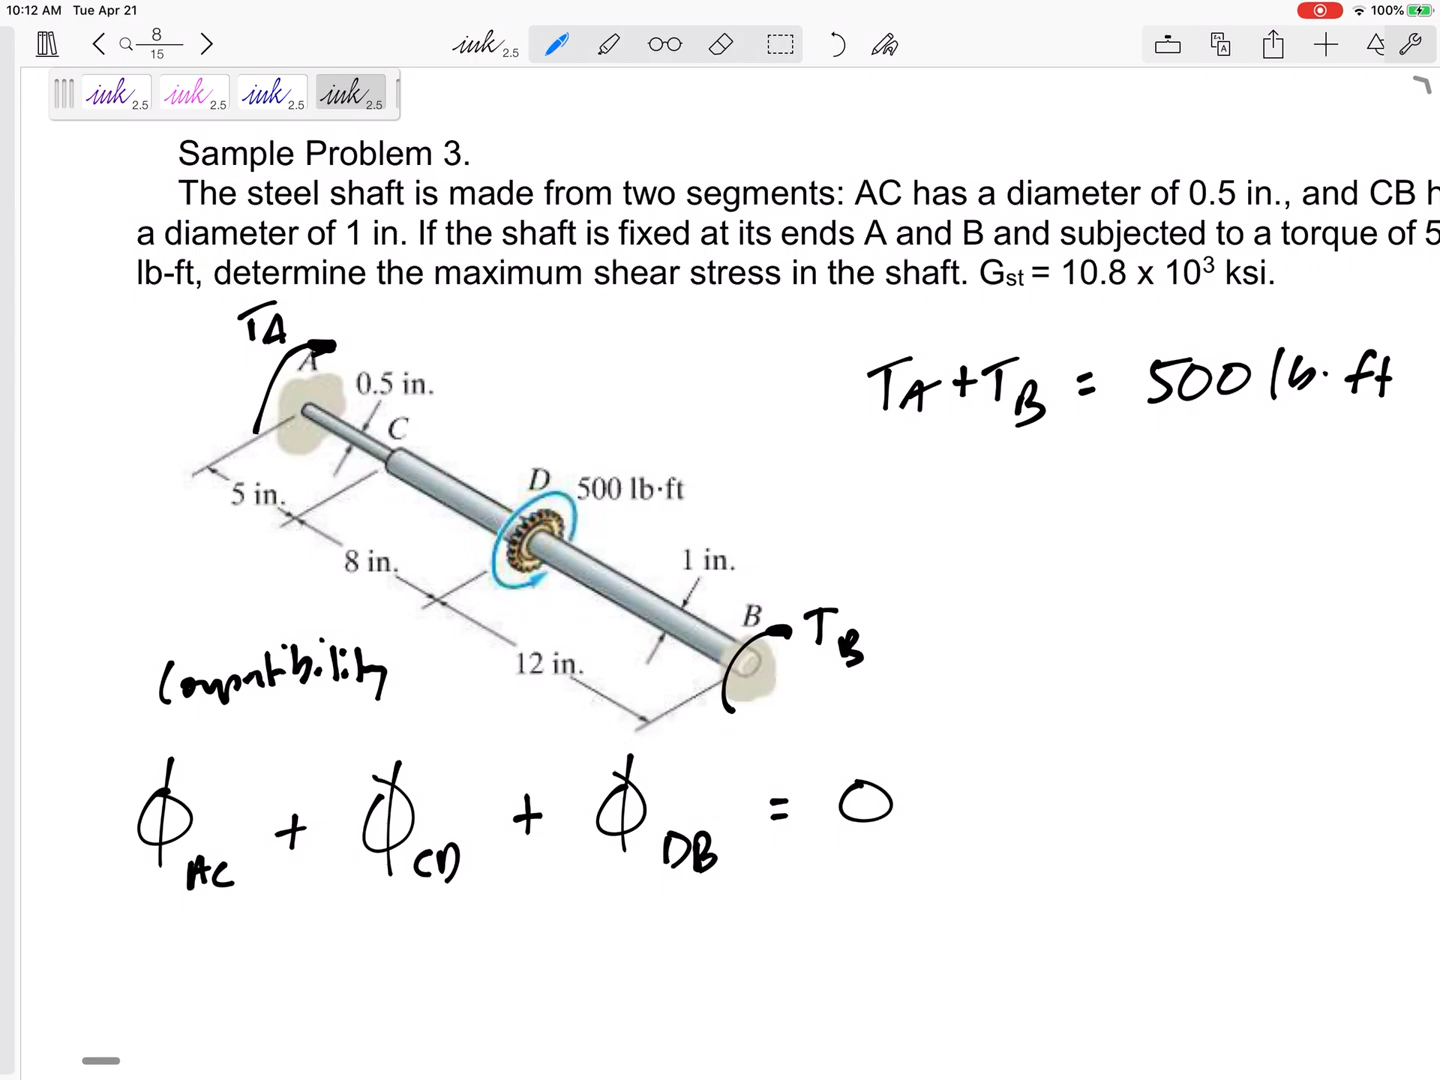 10:12 AM Tue Apr 21
100%
8
15
ink 2.5
ink 2.5 ink 2.5 ink 2.5 ink 2.5
Sample Problem 3.
The steel shaft is made from two segments: AC has a diameter of 0.5 in., and CB h
a diameter of 1 in. If the shaft is fixed at its ends A and B and subjected to a torque of 5
lb-ft, determine the maximum shear stress in the shaft. Gst = 10.8 x 10³ ksi.
TA
A
0.5 in.
TA + TB = 500 lb·ft
C
D 500 lb·ft
5 in.
8 in.
1 in.
B TB
12 in.
Compatibility
ϕAC + ϕCD + ϕDB = 0